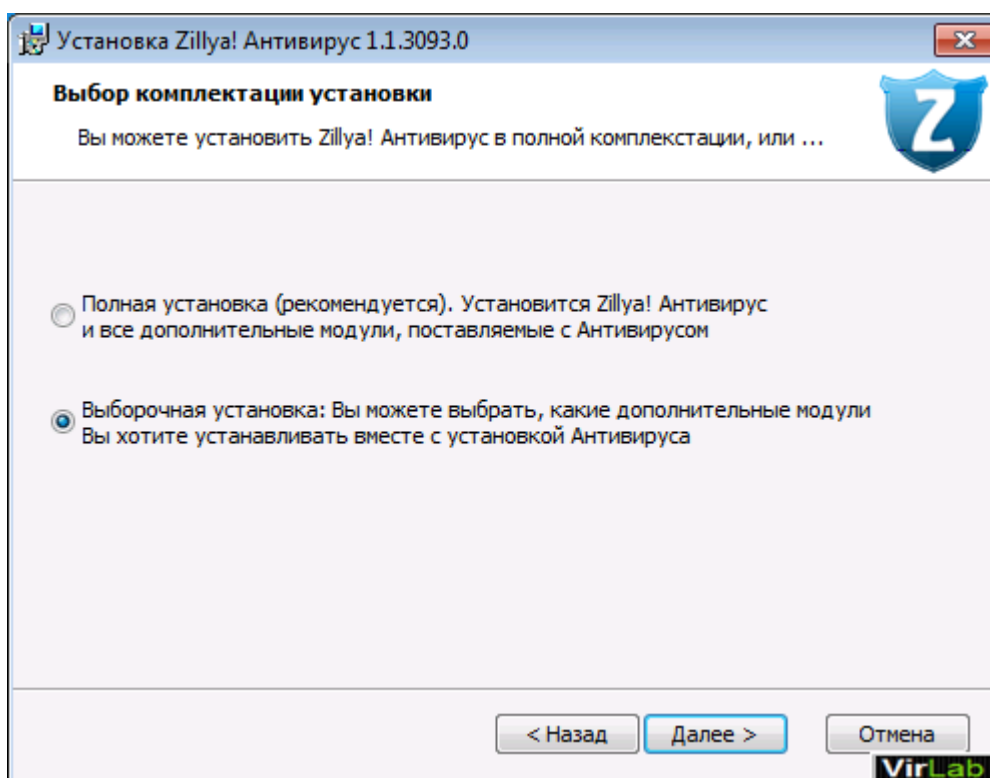 Установка Zillya! Антивирус 1.1.3093.0
Выбор комплектации установки
Вы можете установить Zillya! Антивирус в полной комплекстации, или ...
Z
Полная установка (рекомендуется). Установится Zillya! Антивирус
и все дополнительные модули, поставляемые с Антивирусом
Выборочная установка: Вы можете выбрать, какие дополнительные модули
Вы хотите устанавливать вместе с установкой Антивируса
< Назад
Далее >
Отмена
VirLab